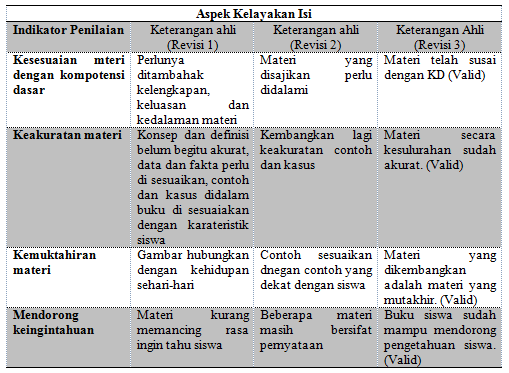 Aspek Kelayakan Isi
Indikator Penilaian
Keterangan ahli
(Revisi 1)
Keterangan ahli
(Revisi 2)
Keterangan Ahli
(Revisi 3)
Kesesuaian mteri
dengan kompotensi
dasar
Perlunya
ditambahak
kelengkapan,
keluasan dan
kedalaman materi
Materi yang
disajikan perlu
didalami
Materi telah susai
dengan KD (Valid)
Keakuratan materi
Konsep dan definisi
belum begitu akurat,
data dan fakta perlu
di sesuaikan, contoh
dan kasus didalam
buku di sesuaiakan
dengan karateristik
siswa
Kembangkan lagi
keakuratan contoh
dan kasus
Materi secara
kesulurahan sudah
akurat. (Valid)
Kemuktahiran
materi
Gambar hubungkan
dengan kehidupan
sehari-hari
Contoh sesuaikan
dnegan contoh yang
dekat dengan siswa
Materi yang
dikembangkan
adalah materi yang
mutakhir. (Valid)
Mendorong
keingintahuan
Materi kurang
memancing rasa
ingin tahu siswa
Beberapa materi
masih bersifat
pernyataan
Buku siswa sudah
mampu mendorong
pengetahuan siswa.
(Valid)